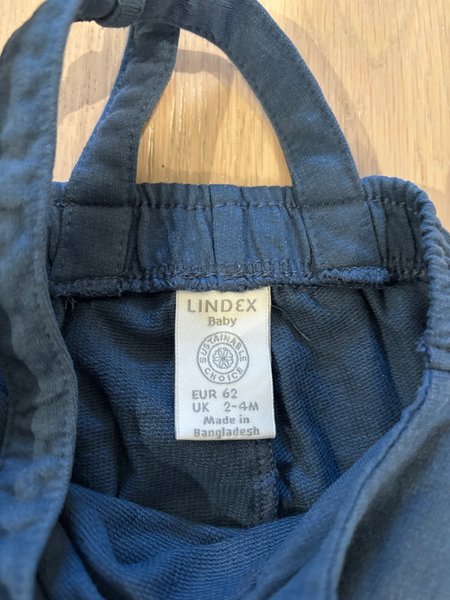 LINDEX
Baby
SUSTAINABLE
CHOICE
EUR 62
UK 2-4M
Made in
Bangladesh